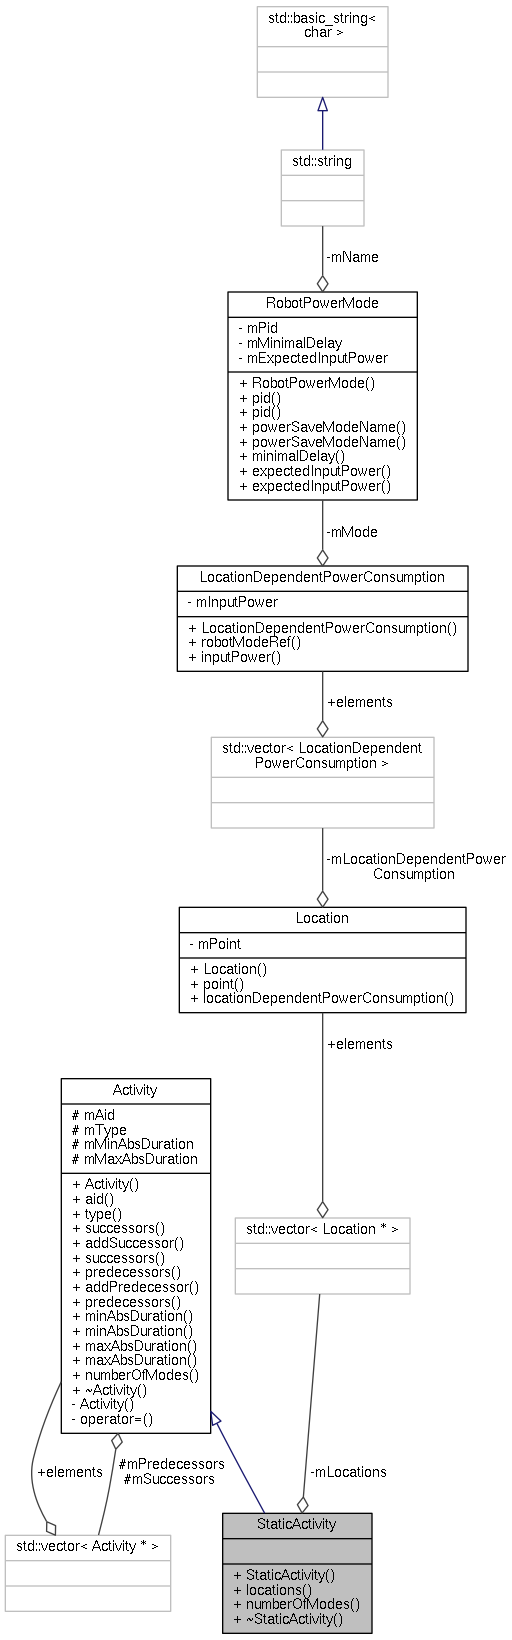 std::basic_string<
char >
std::string
-mName
RobotPowerMode
- mPid
- mMinimalDelay
- mExpectedInputPower
+ RobotPowerMode()
+ pid()
+ pid()
+ powerSaveModeName()
+ powerSaveModeName()
+ minimalDelay()
+ expectedInputPower()
+ expectedInputPower()
-mMode
LocationDependentPowerConsumption
- mInputPower
+ LocationDependentPowerConsumption()
+ robotModeRef()
+ inputPower()
+elements
std::vector< LocationDependent
PowerConsumption >
-mLocationDependentPower
Consumption
Location
- mPoint
+ Location()
+ point()
+ locationDependentPowerConsumption()
+elements
Activity
# mAid
# mType
# mMinAbsDuration
# mMaxAbsDuration
+ Activity()
+ aid()
+ type()
+ successors()
+ addSuccessor()
+ successors()
+ predecessors()
+ addPredecessor()
+ predecessors()
+ minAbsDuration()
+ minAbsDuration()
+ maxAbsDuration()
+ maxAbsDuration()
+ numberOfModes()
+ ~Activity()
- Activity()
- operator=()
std::vector< Location * >
+elements
#mPredecessors
#mSuccessors
-mLocations
std::vector< Activity * >
StaticActivity
+ StaticActivity()
+ locations()
+ numberOfModes()
+ ~StaticActivity()